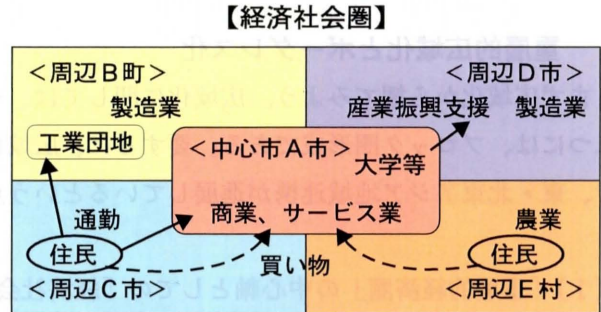 【経済社会圏】
<周辺B町>
製造業
工業団地
<周辺D市>
産業振興支援 製造業
<中心市A市>
大学等
商業、サービス業
通勤
住民
<周辺C市>
買い物
農業
住民
<周辺E村>